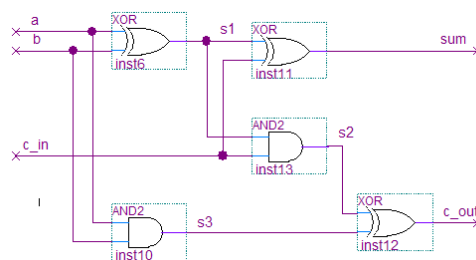 a
XOR
s1
XOR
sum
b
inst6
inst11
AND2
s2
c_in
inst13
XOR
AND2
s3
c_out
inst10
inst12